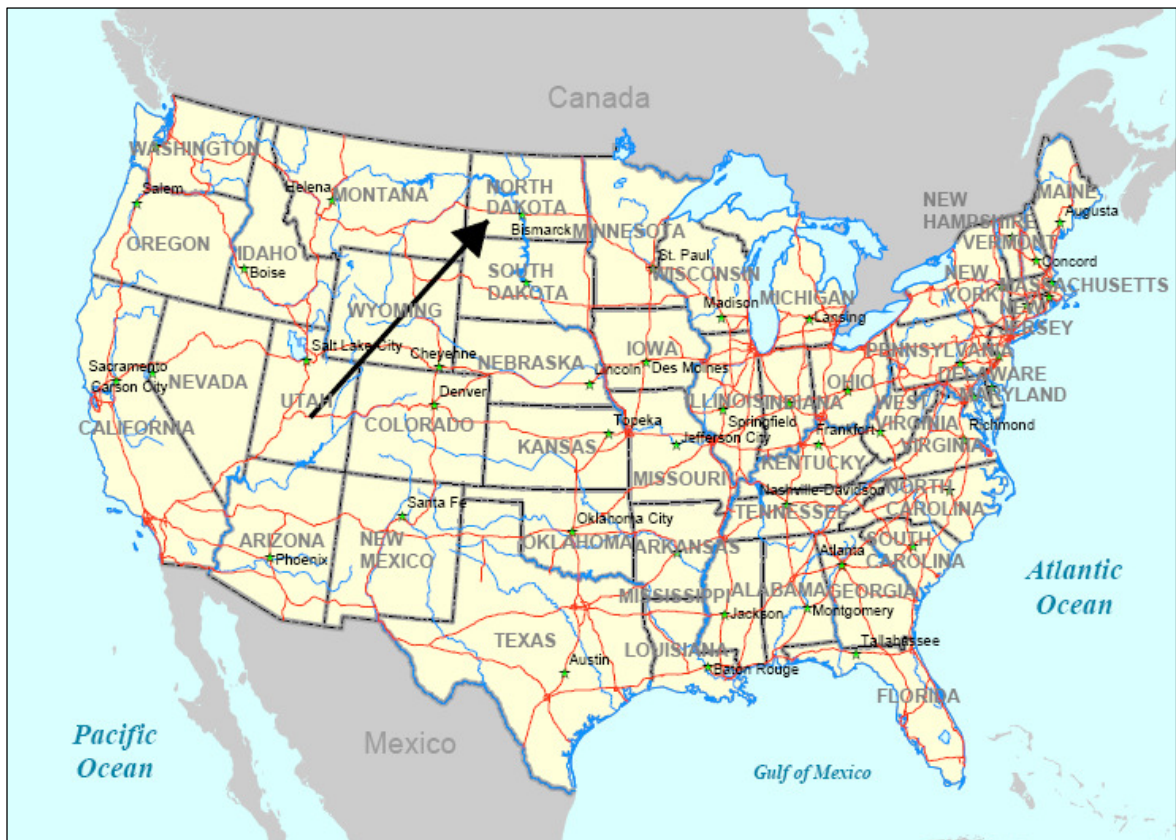 Canada
WASHINGTON
Salem
Helena
MONTANA
NORTH
DAKOTA
Bismarck
MINNESOTA
OREGON
IDAHO
Boise
SOUTH
DAKOTA
St. Paul
WISCONSIN
Madison
MICHIGAN
Lansing
NEW
HAMPSHIRE
MAINE
Augusta
VERMONT
Concord
NEW
YORK
MASSACHUSETTS
NEW
JERSEY
WYOMING
Salt Lake City
Cheyenne
NEBRASKA
Lincoln
IOWA
Des Moines
PENNSYLVANIA
Sacramento
Carson City
NEVADA
UTAH
Denver
COLORADO
ILLINOIS
INDIANA
OHIO
DELAWARE
MARYLAND
WEST
VIRGINIA
CALIFORNIA
KANSAS
Topeka
Jefferson City
Springfield
Frankfort
Richmond
VIRGINIA
MISSOURI
KENTUCKY
Nashville-Davidson
TENNESSEE
NORTH
CAROLINA
Santa Fe
ARIZONA
Phoenix
NEW
MEXICO
Oklahoma City
OKLAHOMA
ARKANSAS
Atlanta
SOUTH
CAROLINA
MISSISSIPPI
ALABAMA
GEORGIA
Jackson
Montgomery
TEXAS
Austin
LOUISIANA
Baton Rouge
Tallahassee
FLORIDA
Atlantic
Ocean
Pacific
Ocean
Mexico
Gulf of Mexico